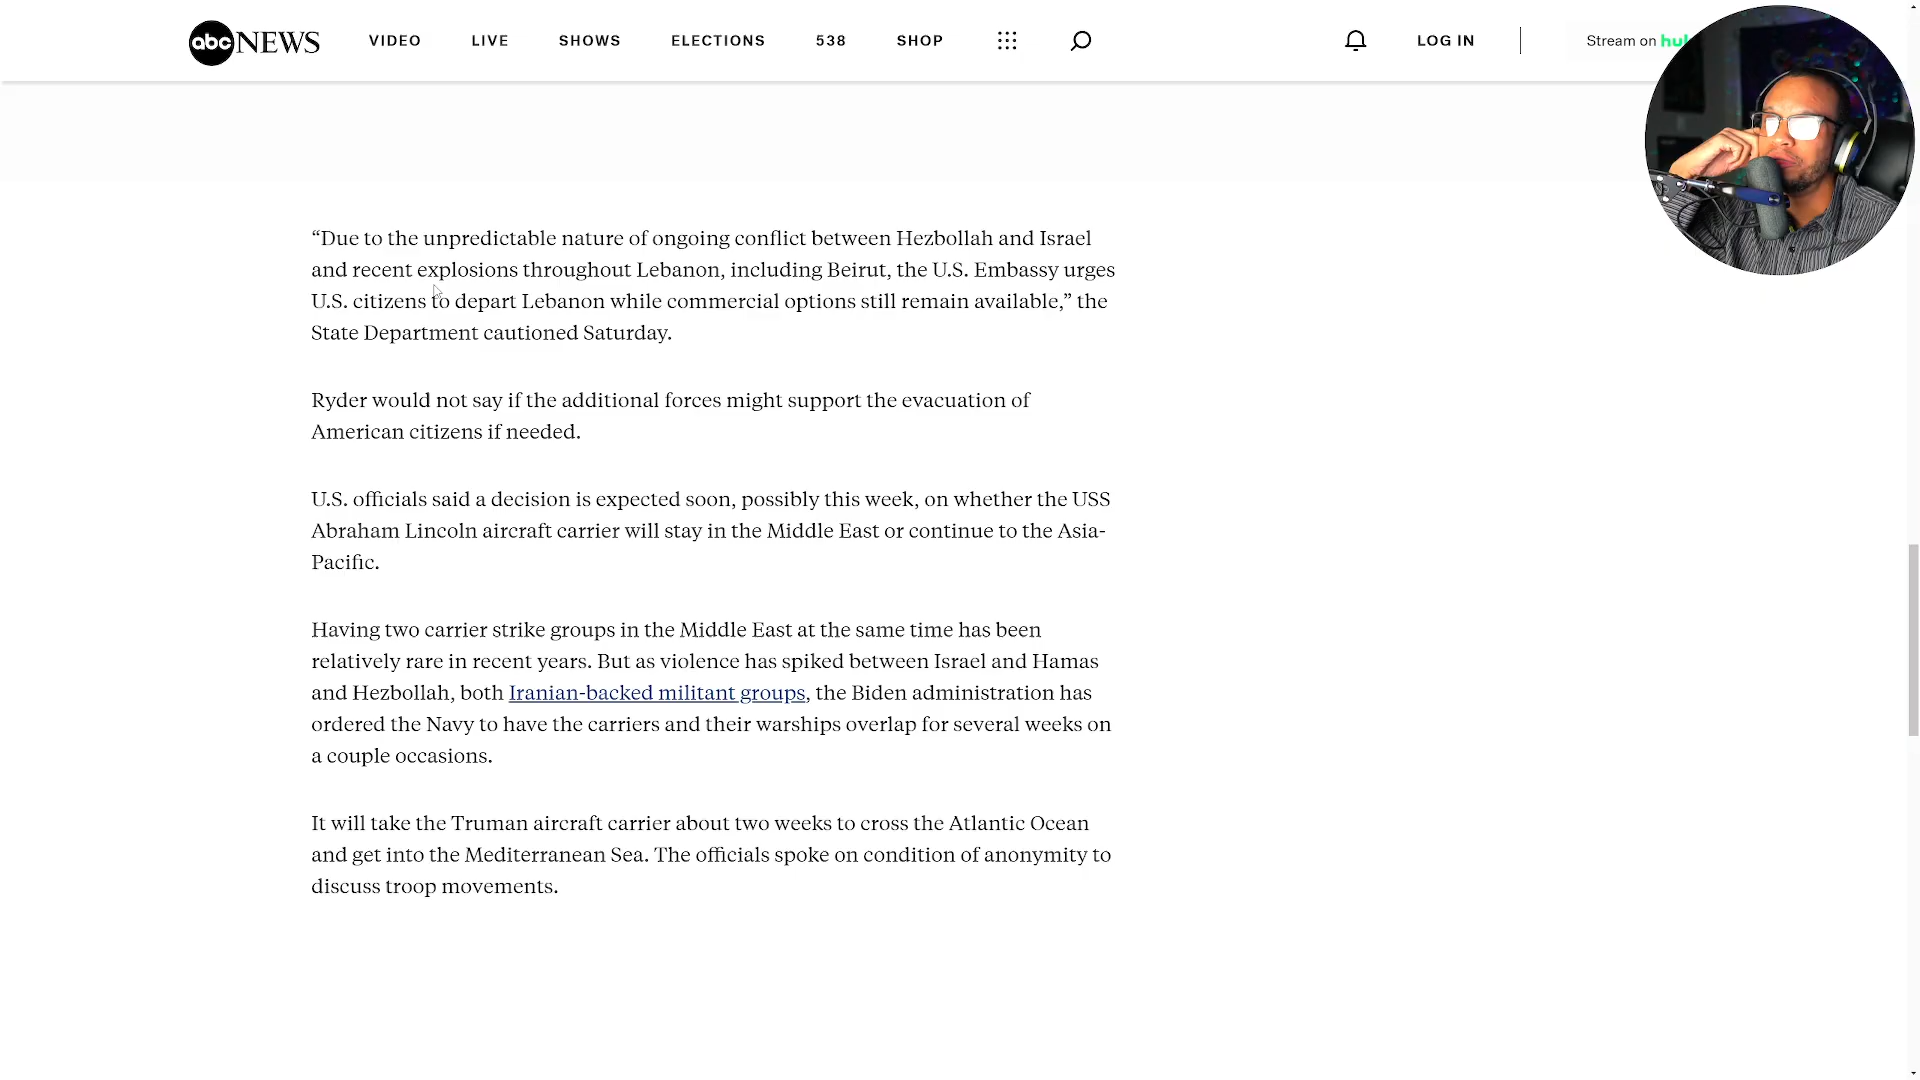 abc NEWS VIDEO LIVE SHOWS ELECTIONS 538 SHOP LOG IN Stream on
“Due to the unpredictable nature of ongoing conflict between Hezbollah and Israel
and recent explosions throughout Lebanon, including Beirut, the U.S. Embassy urges
U.S. citizens to depart Lebanon while commercial options still remain available,” the
State Department cautioned Saturday.
Ryder would not say if the additional forces might support the evacuation of
American citizens if needed.
U.S. officials said a decision is expected soon, possibly this week, on whether the USS
Abraham Lincoln aircraft carrier will stay in the Middle East or continue to the Asia-
Pacific.
Having two carrier strike groups in the Middle East at the same time has been
relatively rare in recent years. But as violence has spiked between Israel and Hamas
and Hezbollah, both Iranian-backed militant groups, the Biden administration has
ordered the Navy to have the carriers and their warships overlap for several weeks on
a couple occasions.
It will take the Truman aircraft carrier about two weeks to cross the Atlantic Ocean
and get into the Mediterranean Sea. The officials spoke on condition of anonymity to
discuss troop movements.